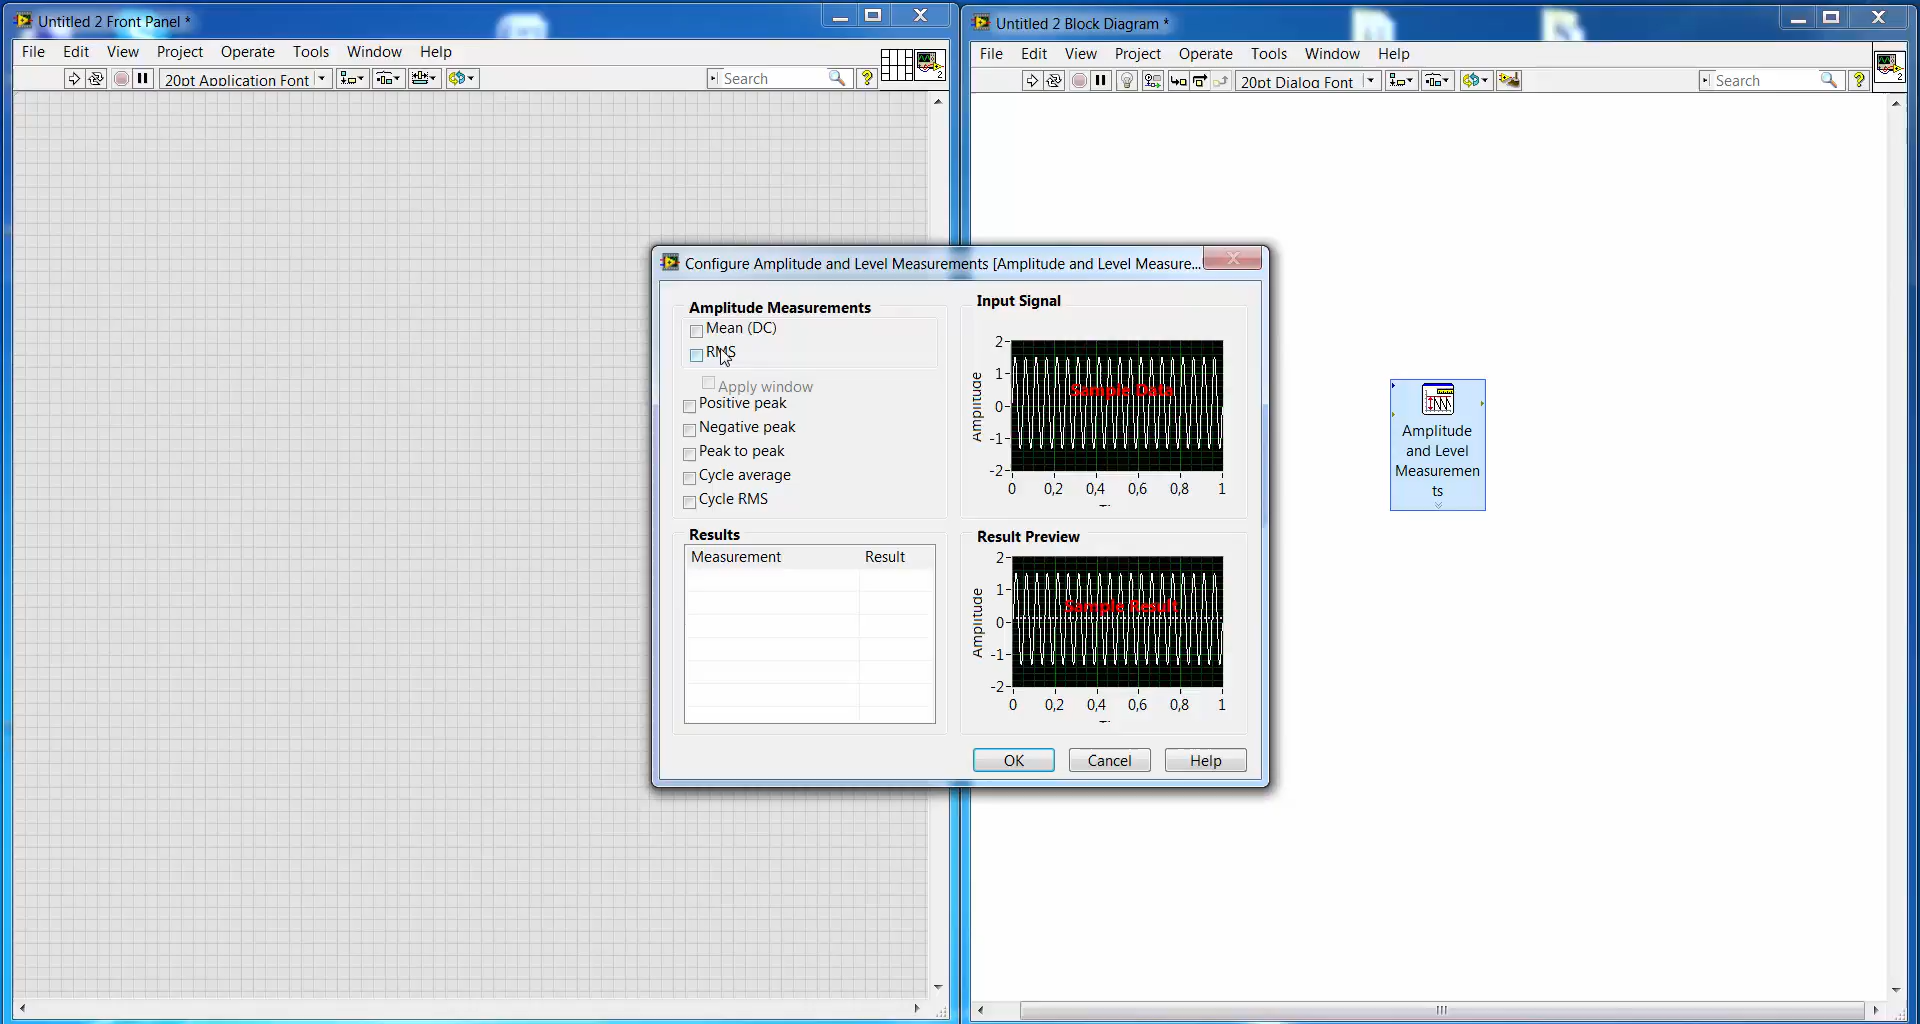 Untitled 2 Front Panel *
File Edit View Project Operate Tools Window Help
20pt Application Font
Search
2
Untitled 2 Block Diagram *
File Edit View Project Operate Tools Window Help
20pt Dialog Font
Search
2
Configure Amplitude and Level Measurements [Amplitude and Level Measure...
Amplitude Measurements
Mean (DC)
RMS
Apply window
Positive peak
Negative peak
Peak to peak
Cycle average
Cycle RMS
Results
Measurement Result
Input Signal
Amplitude
2
1
0
-1
-2
Sample Data
0 0,2 0,4 0,6 0,8 1
Result Preview
Amplitude
2
1
0
-1
-2
Sample Result
0 0,2 0,4 0,6 0,8 1
OK Cancel Help
Amplitude
and Level
Measuremen
ts